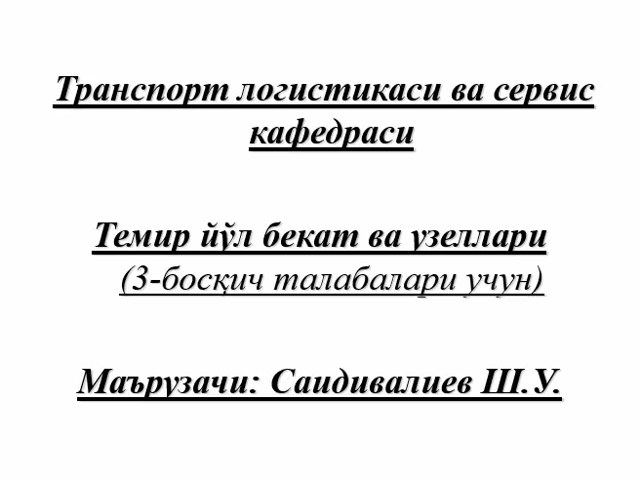 Транспорт логистикаси ва сервис
кафедраси
Темир йўл бекат ва узеллари
(3-босқич талабалари учун)
Маърузачи: Саидивалиев Ш.У.